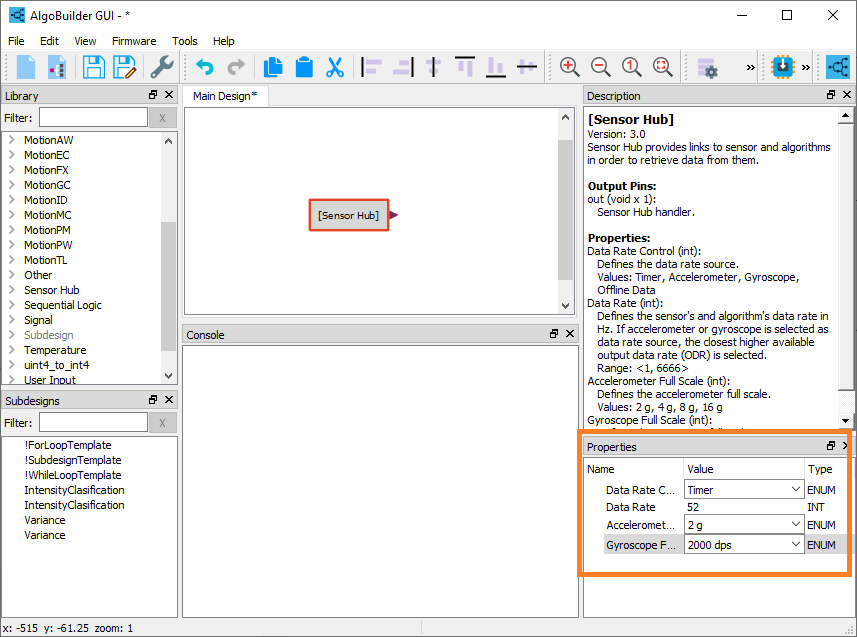 AlgoBuilder GUI - *
File Edit View Firmware Tools Help
Library
Filter: X
MotionAW
MotionEC
MotionFX
MotionGC
MotionID
MotionMC
MotionPM
MotionPW
MotionTL
Other
Sensor Hub
Sequential Logic
Signal
Subdesign
Temperature
uint4_to_int4
User Input
Subdesigns
Filter: X
!ForLoopTemplate
!SubdesignTemplate
!WhileLoopTemplate
IntensityClasification
IntensityClasification
Variance
Variance
Main Design*
[Sensor Hub]
Console
Description
[Sensor Hub]
Version: 3.0
Sensor Hub provides links to sensor and algorithms
in order to retrieve data from them.
Output Pins:
out (void x 1):
Sensor Hub handler.
Properties:
Data Rate Control (int):
Defines the data rate source.
Values: Timer, Accelerometer, Gyroscope,
Offline Data
Data Rate (int):
Defines the sensor's and algorithm's data rate in
Hz. If accelerometer or gyroscope is selected as
data rate source, the closest higher available
output data rate (ODR) is selected.
Range: <1, 6666>
Accelerometer Full Scale (int):
Defines the accelerometer full scale.
Values: 2 g, 4 g, 8 g, 16 g
Gyroscope Full Scale (int):
Properties
Name Value Type
Data Rate C... Timer ENUM
Data Rate 52 INT
Acceleromet... 2 g ENUM
Gyroscope F... 2000 dps ENUM
x: -515 y: -61.25 zoom: 1